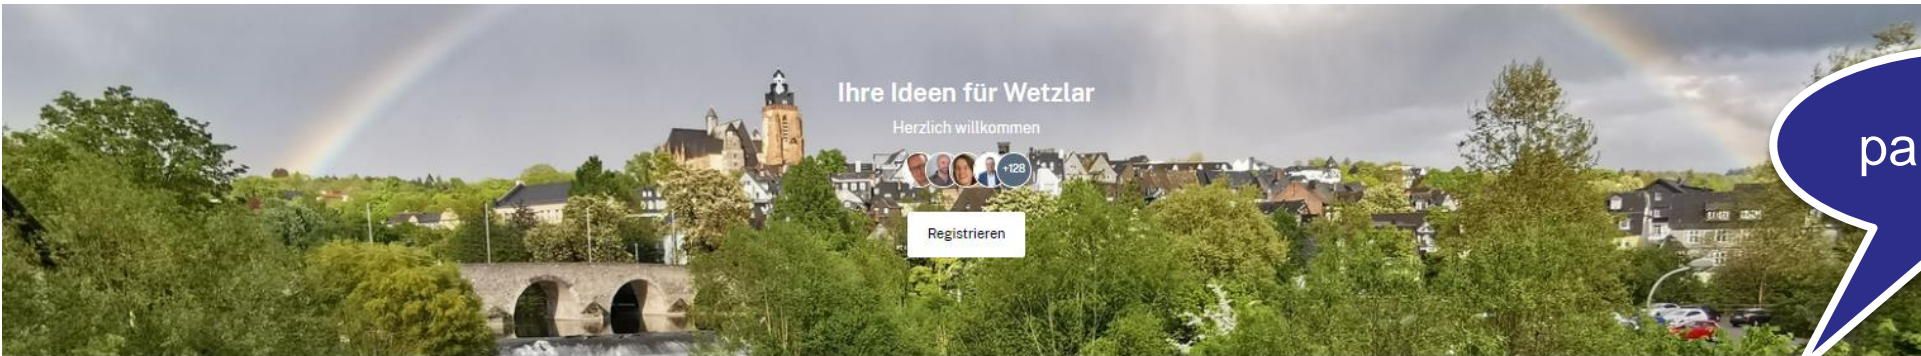 Ihre Ideen für Wetzlar
Herzlich willkommen
+128
Registrieren
pa